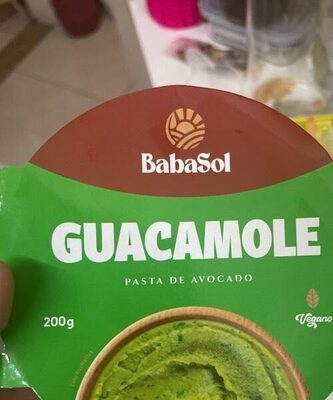 BabaSol
GUACAMOLE
PASTA DE AVOCADO
200g
Vegano